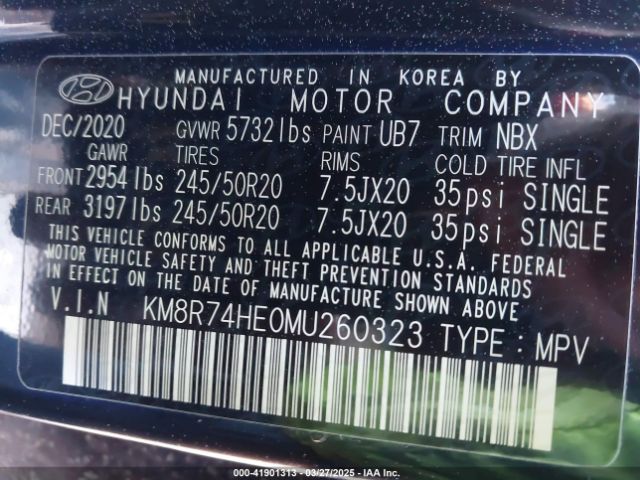 MANUFACTURED IN KOREA BY
HYUNDAI MOTOR COMPANY
DEC/2020 GVWR 5732lbs PAINT UB7 TRIM NBX
GAWR TIRES RIMS COLD TIRE INFL
FRONT 2954lbs 245/50R20 7.5JX20 35psi SINGLE
REAR 3197lbs 245/50R20 7.5JX20 35psi SINGLE
THIS VEHICLE CONFORMS TO ALL APPLICABLE U.S.A. FEDERAL
MOTOR VEHICLE SAFETY AND THEFT PREVENTION STANDARDS
IN EFFECT ON THE DATE OF MANUFACTURE SHOWN ABOVE
V.I.N KM8R74HE0MU260323 TYPE : MPV
000-41901313 - 03/27/2025 - IAA Inc.